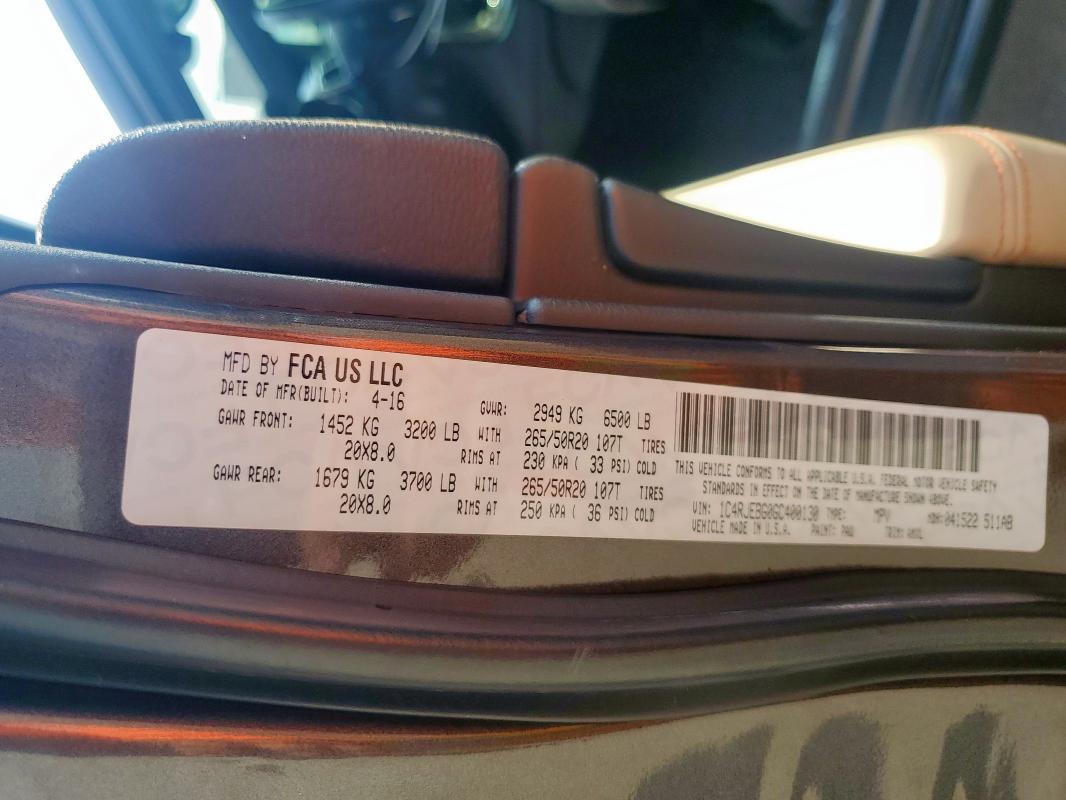 MFD BY FCA US LLC
DATE OF MFR(BUILT): 4-16
GVWR: 2949 KG 6500 LB
GAWR FRONT: 1452 KG 3200 LB WITH 265/50R20 107T TIRES
20X8.0 RIMS AT 230 KPA ( 33 PSI) COLD
GAWR REAR: 1679 KG 3700 LB WITH 265/50R20 107T TIRES
20X8.0 RIMS AT 250 KPA ( 36 PSI) COLD
THIS VEHICLE CONFORMS TO ALL APPLICABLE U.S.A. FEDERAL MOTOR VEHICLE SAFETY
STANDARDS IN EFFECT ON THE DATE OF MANUFACTURE SHOWN ABOVE.
VIN: 1C4RJEBG0GC400130 TYPE: MPV MDH: 041522 511AB
VEHICLE MADE IN U.S.A. PAINT: PAU TRIM: